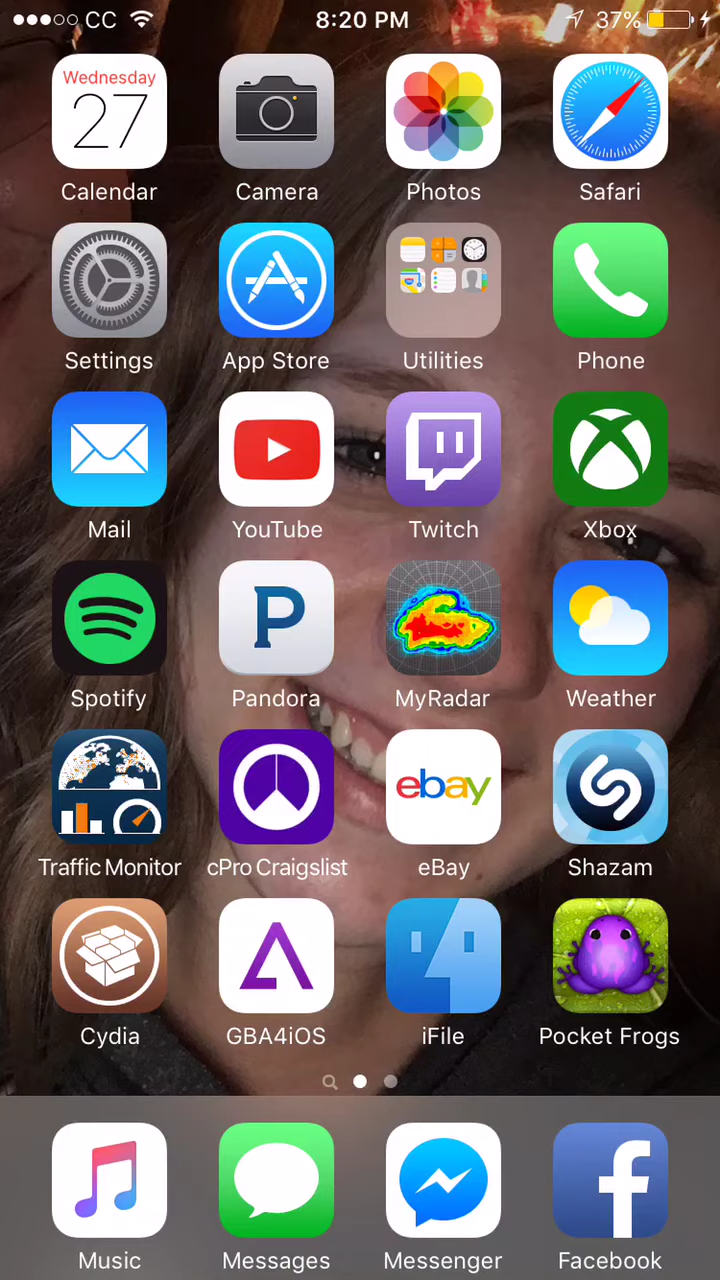 CC 8:20 PM 37%
Wednesday
27
Calendar Camera Photos Safari
Settings App Store Utilities Phone
Mail YouTube Twitch Xbox
P
Spotify Pandora MyRadar Weather
ebay
Traffic Monitor cPro Craigslist eBay Shazam
Cydia GBA4iOS iFile Pocket Frogs
f
Music Messages Messenger Facebook